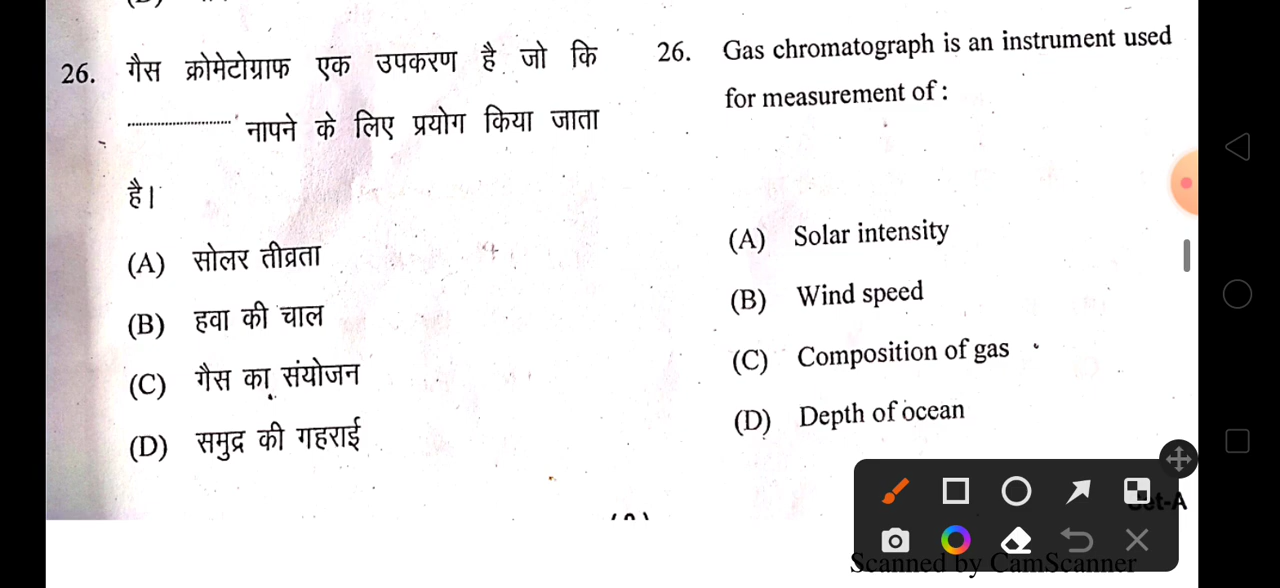 26. गैस क्रोमेटोग्राफ एक उपकरण है जो कि
.......................... नापने के लिए प्रयोग किया जाता
है।
(A) सोलर तीव्रता
(B) हवा की चाल
(C) गैस का संयोजन
(D) समुद्र की गहराई
26. Gas chromatograph is an instrument used
for measurement of :
(A) Solar intensity
(B) Wind speed
(C) Composition of gas
(D) Depth of ocean
Set-A
Scanned by CamScanner